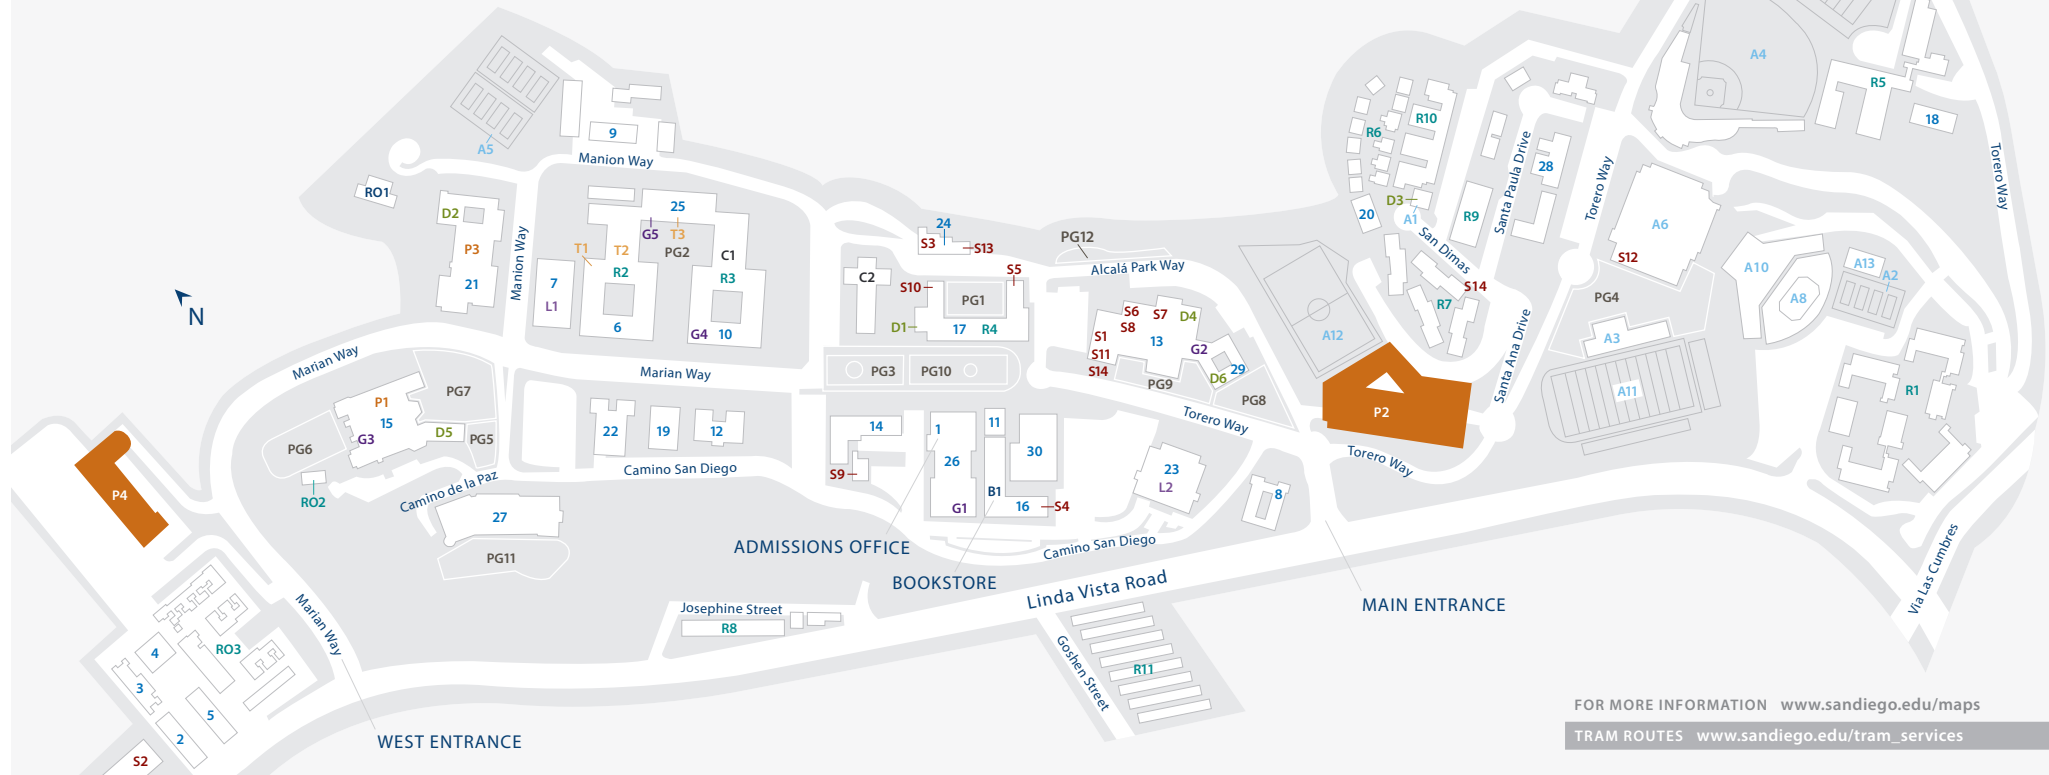 A4
R5
18
Torero Way
A5
9
Manion Way
R6
R10
Santa Paula Drive
28
Torero Way
RO1
D2
P3
21
Manion Way
25
G5
T3
T1
T2
PG2
C1
R2
R3
7
L1
6
G4
10
24
S3
S13
C2
S10
S5
PG1
D1
17
R4
PG12
Alcalá Park Way
D3
A1
20
R9
San Dimas
S14
R7
A6
S12
PG4
A10
A8
A13
A2
N
S6
S7
D4
S8
S1
13
S11
G2
S14
29
D6
PG9
PG8
A12
Santa Ana Drive
A3
A11
R1
Marian Way
Marian Way
PG3
PG10
PG7
P1
15
G3
D5
PG5
PG6
RO2
Camino de la Paz
22
19
12
Camino San Diego
14
S9
1
11
26
30
B1
G1
16
S4
Torero Way
P2
Torero Way
23
L2
8
P4
27
PG11
ADMISSIONS OFFICE
BOOKSTORE
Camino San Diego
Linda Vista Road
MAIN ENTRANCE
Via Las Cumbres
Josephine Street
R8
Goshen Street
R11
Marian Way
RO3
4
3
5
2
S2
WEST ENTRANCE
FOR MORE INFORMATION www.sandiego.edu/maps
TRAM ROUTES www.sandiego.edu/tram_services